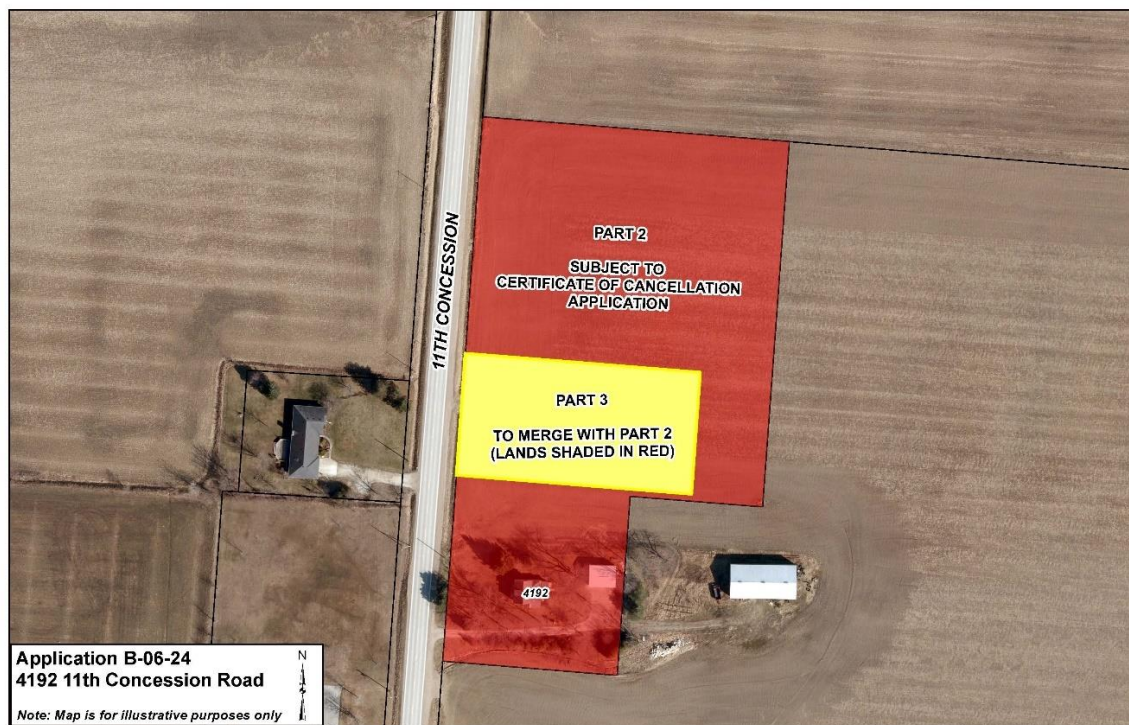 PART 2
SUBJECT TO
CERTIFICATE OF CANCELLATION
APPLICATION
11TH CONCESSION
PART 3
TO MERGE WITH PART 2
(LANDS SHADED IN RED)
4192
Application B-06-24
4192 11th Concession Road
N
Note: Map is for illustrative purposes only